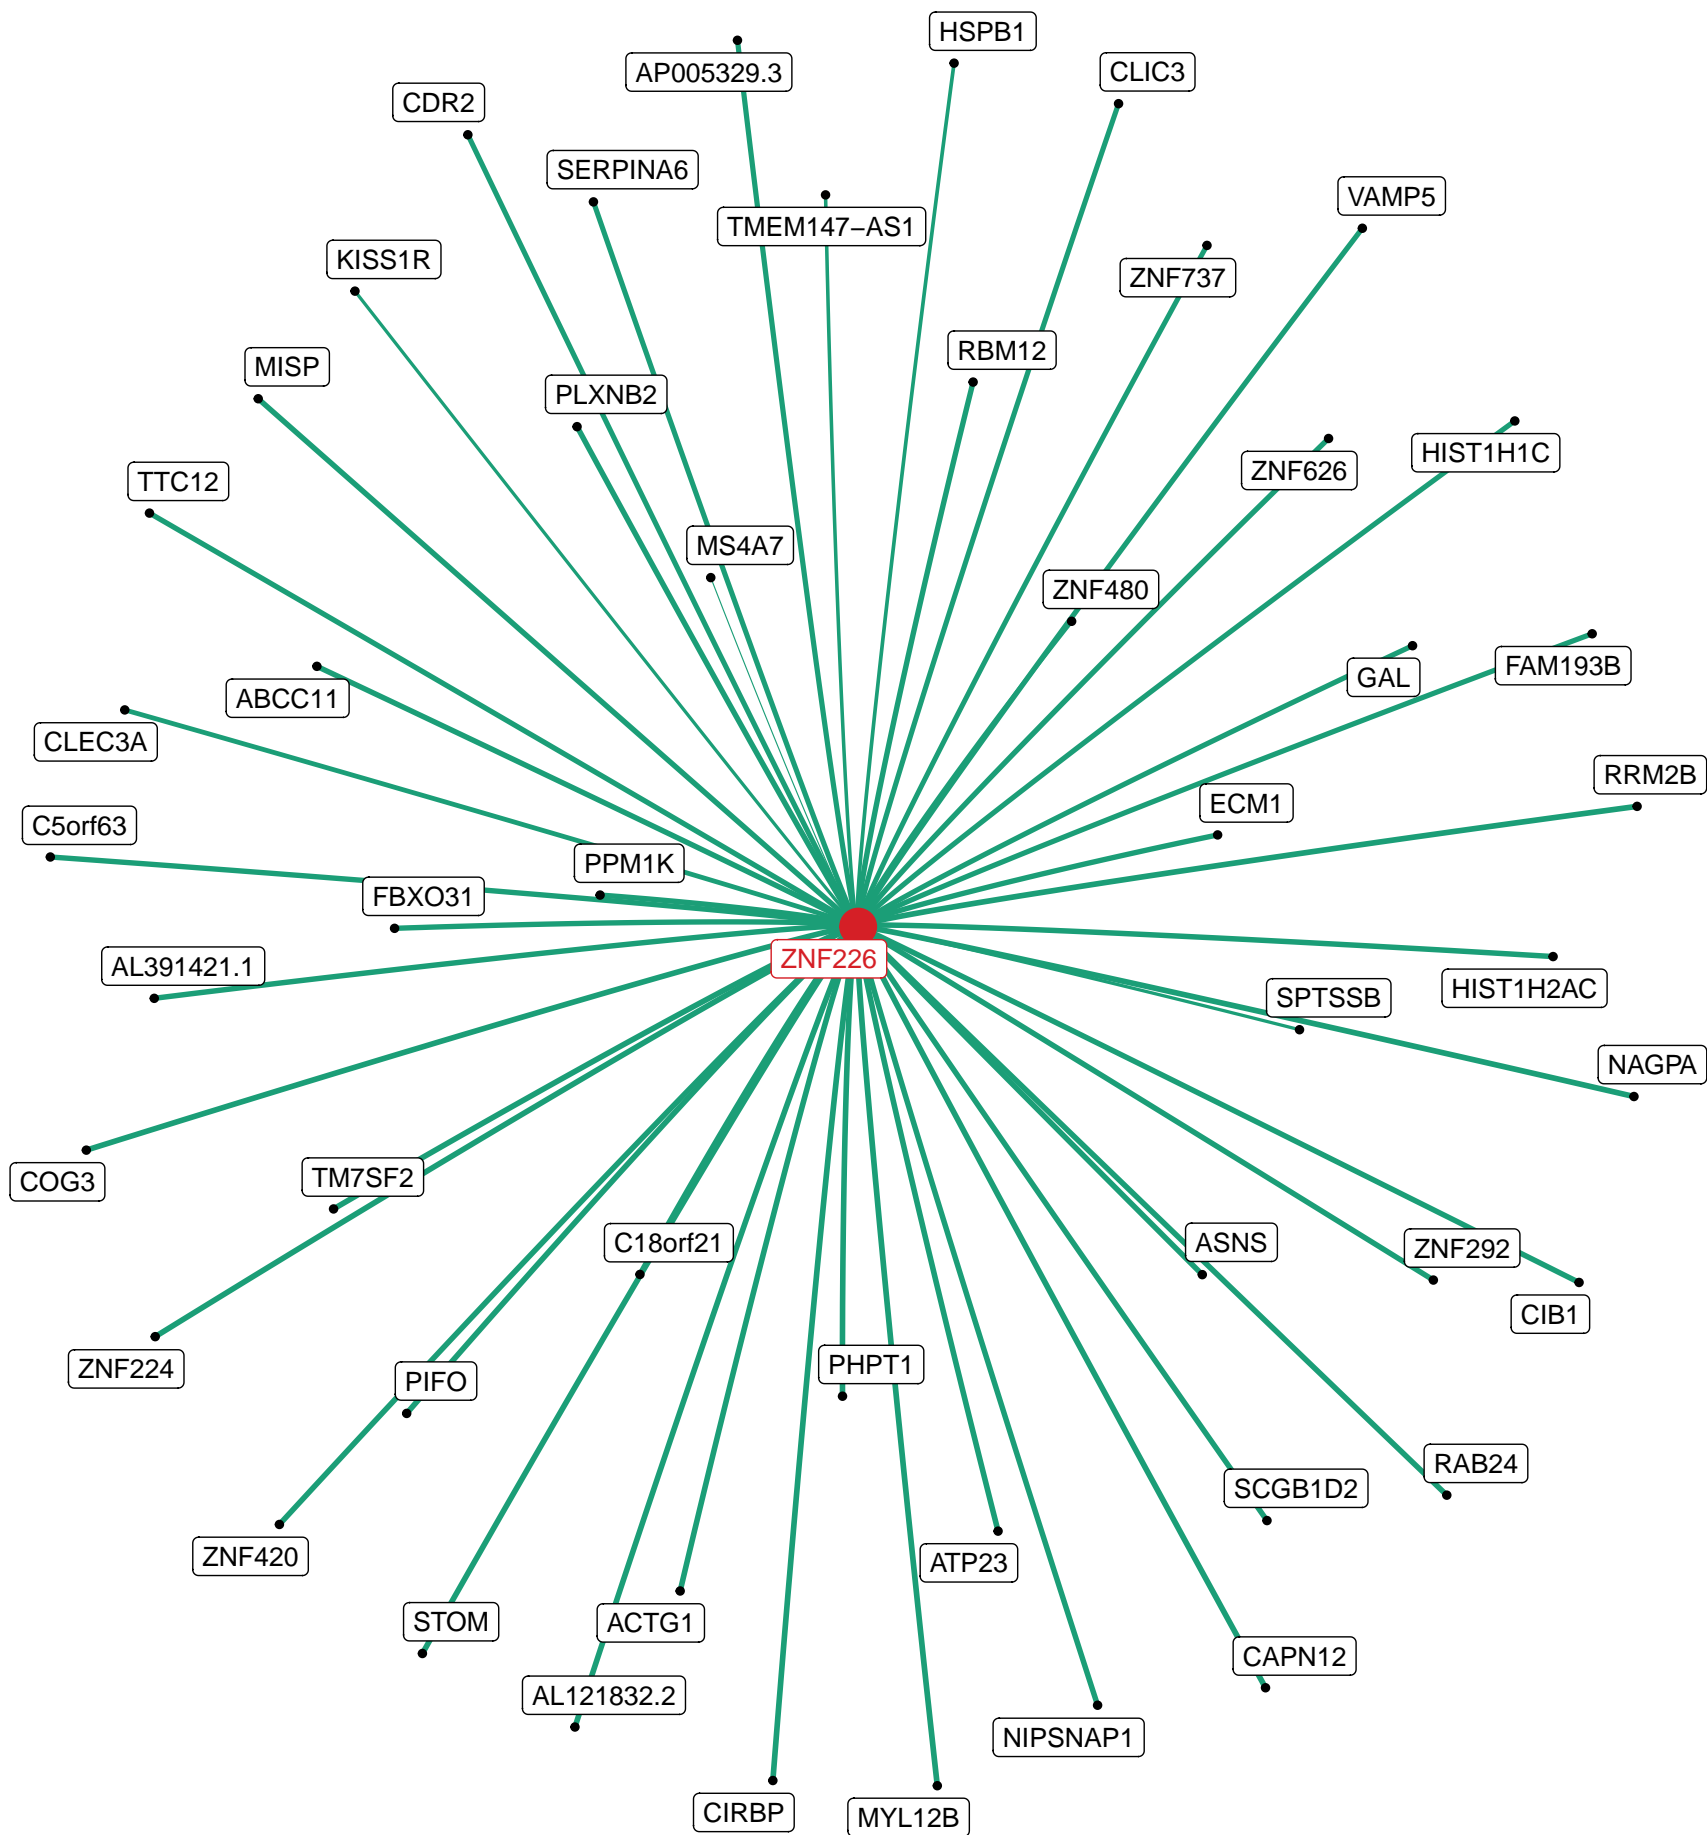 HSPB1
AP005329.3
CLIC3
CDR2
SERPINA6
VAMP5
TMEM147−AS1
KISS1R
ZNF737
RBM12
MISP
PLXNB2
HIST1H1C
ZNF626
TTC12
MS4A7
ZNF480
FAM193B
GAL
ABCC11
CLEC3A
RRM2B
ECM1
C5orf63
PPM1K
FBXO31
ZNF226
AL391421.1
HIST1H2AC
SPTSSB
NAGPA
TM7SF2
COG3
C18orf21
ASNS
ZNF292
CIB1
PHPT1
ZNF224
PIFO
RAB24
SCGB1D2
ZNF420
ATP23
STOM
ACTG1
CAPN12
AL121832.2
NIPSNAP1
CIRBP
MYL12B